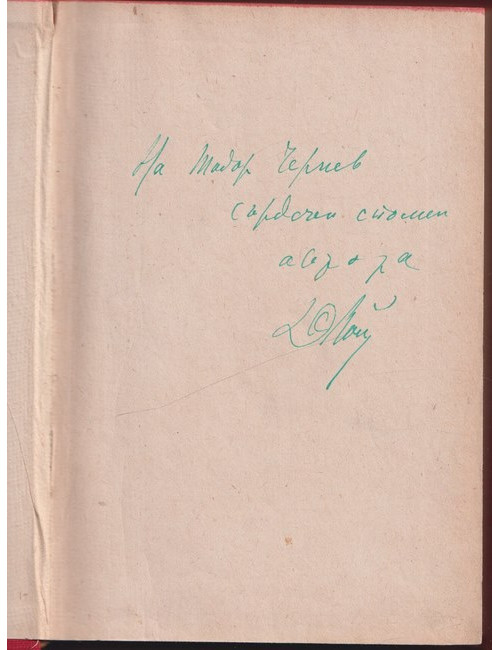 На Тодор Чернев
сърдечен спомен
автора